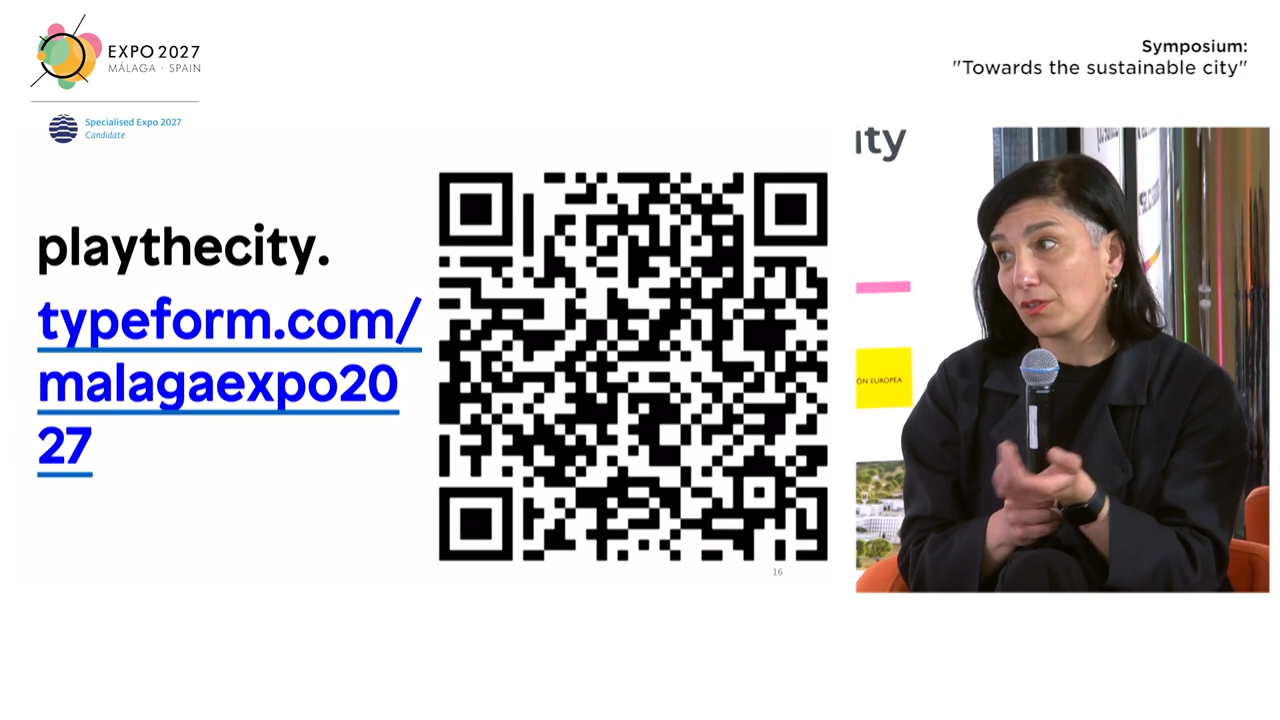 EXPO 2027
MÁLAGA · SPAIN
Specialised Expo 2027
Candidate
Symposium:
"Towards the sustainable city"
playthecity.
typeform.com/
malagaexpo20
27
16
ity
ÓN EUROPEA